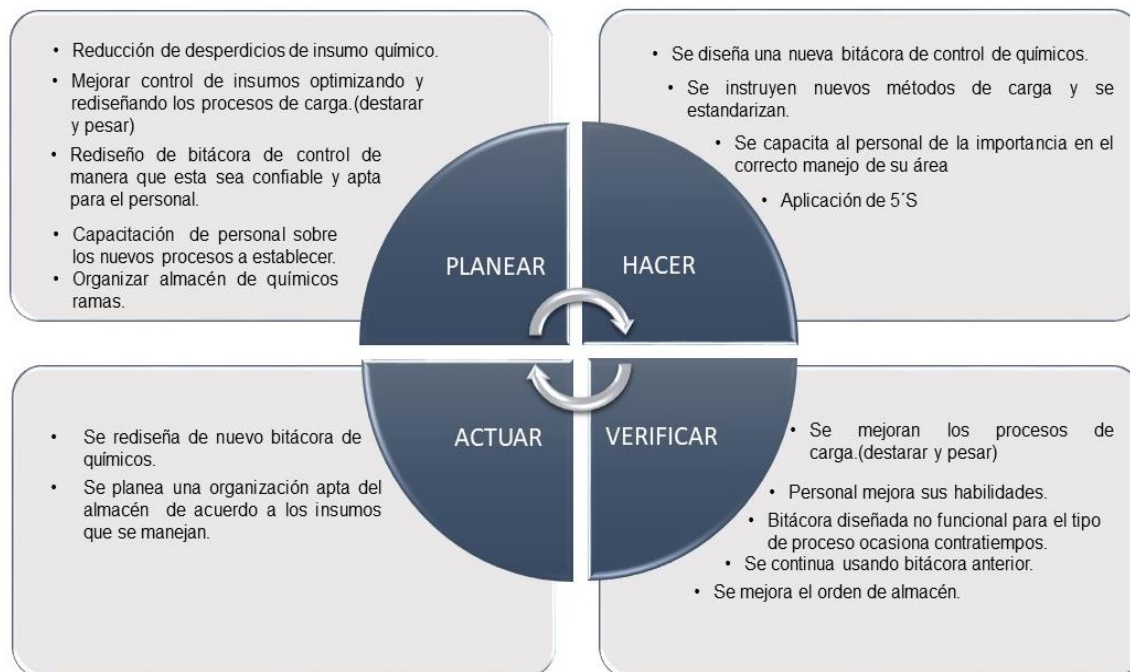 • Reducción de desperdicios de insumo químico.
• Mejorar control de insumos optimizando y
rediseñando los procesos de carga.(destarar
y pesar)
• Rediseño de bitácora de control de
manera que esta sea confiable y apta
para el personal.
• Capacitación de personal sobre
los nuevos procesos a establecer.
• Organizar almacén de químicos
ramas.
PLANEAR
• Se diseña una nueva bitácora de control de químicos.
• Se instruyen nuevos métodos de carga y se
estandarizan.
• Se capacita al personal de la importancia en el
correcto manejo de su área
• Aplicación de 5´S
HACER
• Se rediseña de nuevo bitácora de
químicos.
• Se planea una organización apta del
almacén de acuerdo a los insumos
que se manejan.
ACTUAR
VERIFICAR
• Se mejoran los procesos de
carga.(destarar y pesar)
• Personal mejora sus habilidades.
• Bitácora diseñada no funcional para el tipo
de proceso ocasiona contratiempos.
• Se continua usando bitácora anterior.
• Se mejora el orden de almacén.